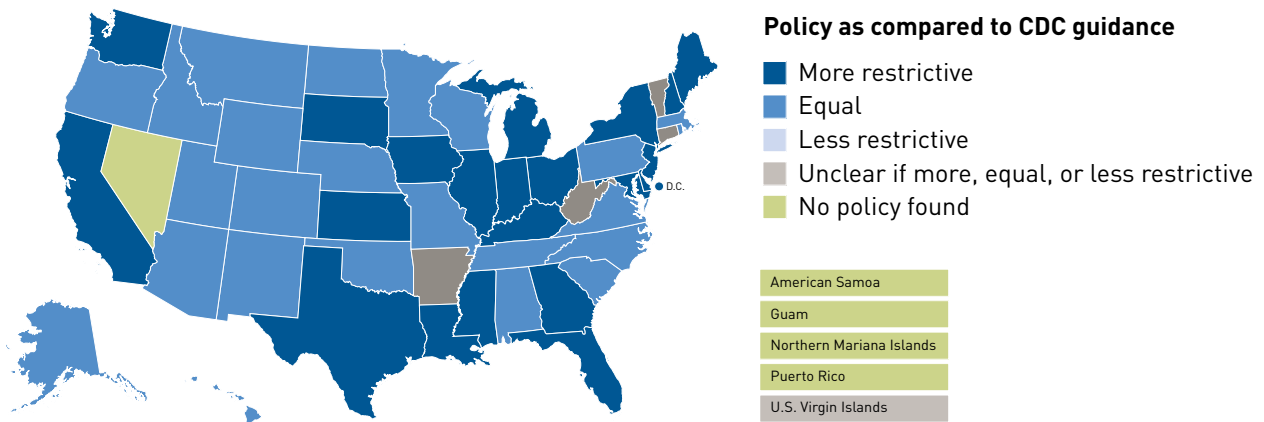 Policy as compared to CDC guidance
More restrictive
Equal
Less restrictive
Unclear if more, equal, or less restrictive
No policy found
D.C.
American Samoa
Guam
Northern Mariana Islands
Puerto Rico
U.S. Virgin Islands